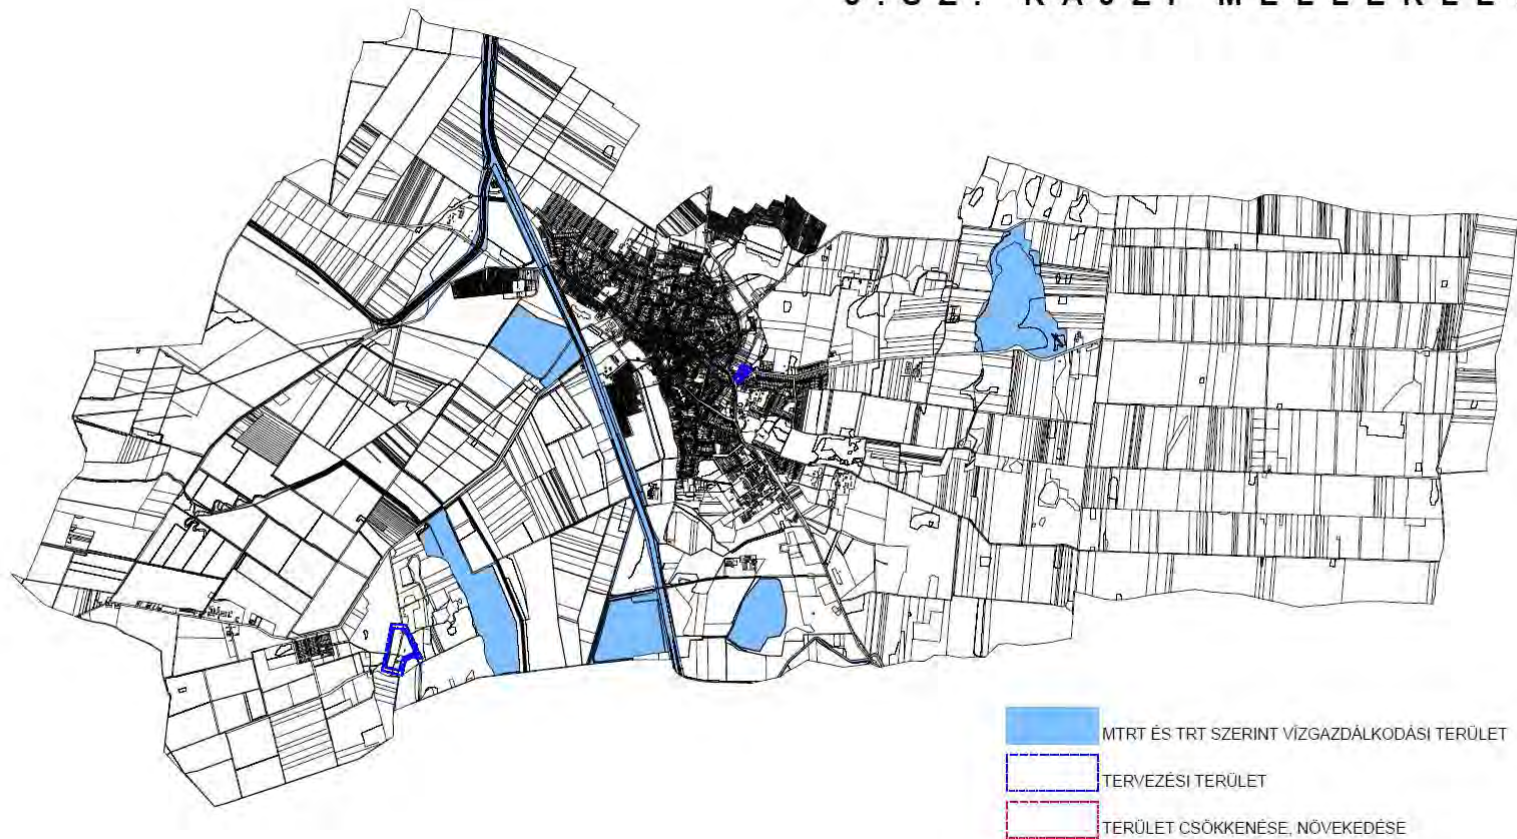 MTRT ÉS TRT SZERINT VÍZGAZDÁLKODÁSI TERÜLET
TERVEZÉSI TERÜLET
TERÜLET CSÖKKENÉSE, NÖVEKEDÉSE